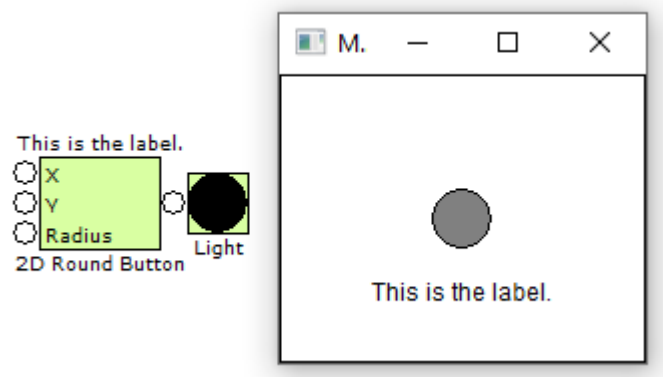 This is the label.
X
Y
Radius
2D Round Button
Light
M.
This is the label.